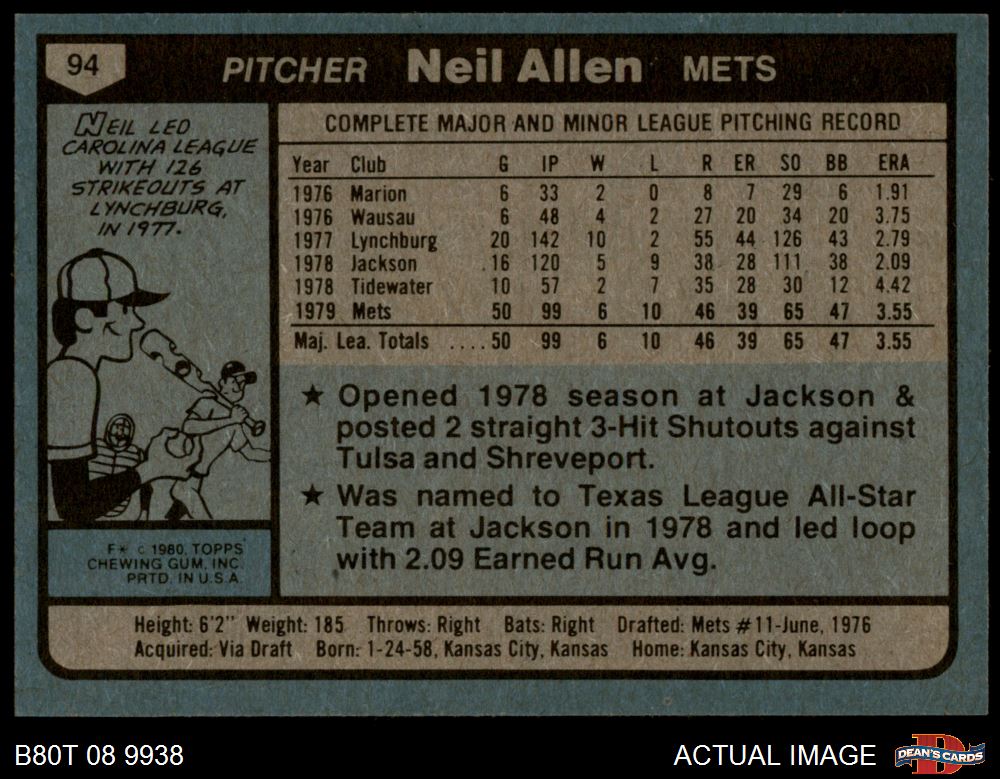 94 PITCHER Neil Allen METS
NEIL LED
CAROLINA LEAGUE
WITH 126
STRIKEOUTS AT
LYNCHBURG,
IN 1977.
COMPLETE MAJOR AND MINOR LEAGUE PITCHING RECORD
Year Club G IP W L R ER SO BB ERA
1976 Marion 6 33 2 0 8 7 29 6 1.91
1976 Wausau 6 48 4 2 27 20 34 20 3.75
1977 Lynchburg 20 142 10 2 55 44 126 43 2.79
1978 Jackson 16 120 5 9 38 28 111 38 2.09
1978 Tidewater 10 57 2 7 35 28 30 12 4.42
1979 Mets 50 99 6 10 46 39 65 47 3.55
Maj. Lea. Totals .... 50 99 6 10 46 39 65 47 3.55
★ Opened 1978 season at Jackson &
posted 2 straight 3-Hit Shutouts against
Tulsa and Shreveport.
★ Was named to Texas League All-Star
Team at Jackson in 1978 and led loop
with 2.09 Earned Run Avg.
F* © 1980, TOPPS
CHEWING GUM, INC.
PRTD. IN U.S.A.
Height: 6'2" Weight: 185 Throws: Right Bats: Right Drafted: Mets #11-June, 1976
Acquired: Via Draft Born: 1-24-58, Kansas City, Kansas Home: Kansas City, Kansas
B80T 08 9938 ACTUAL IMAGE DEAN'S CARDS